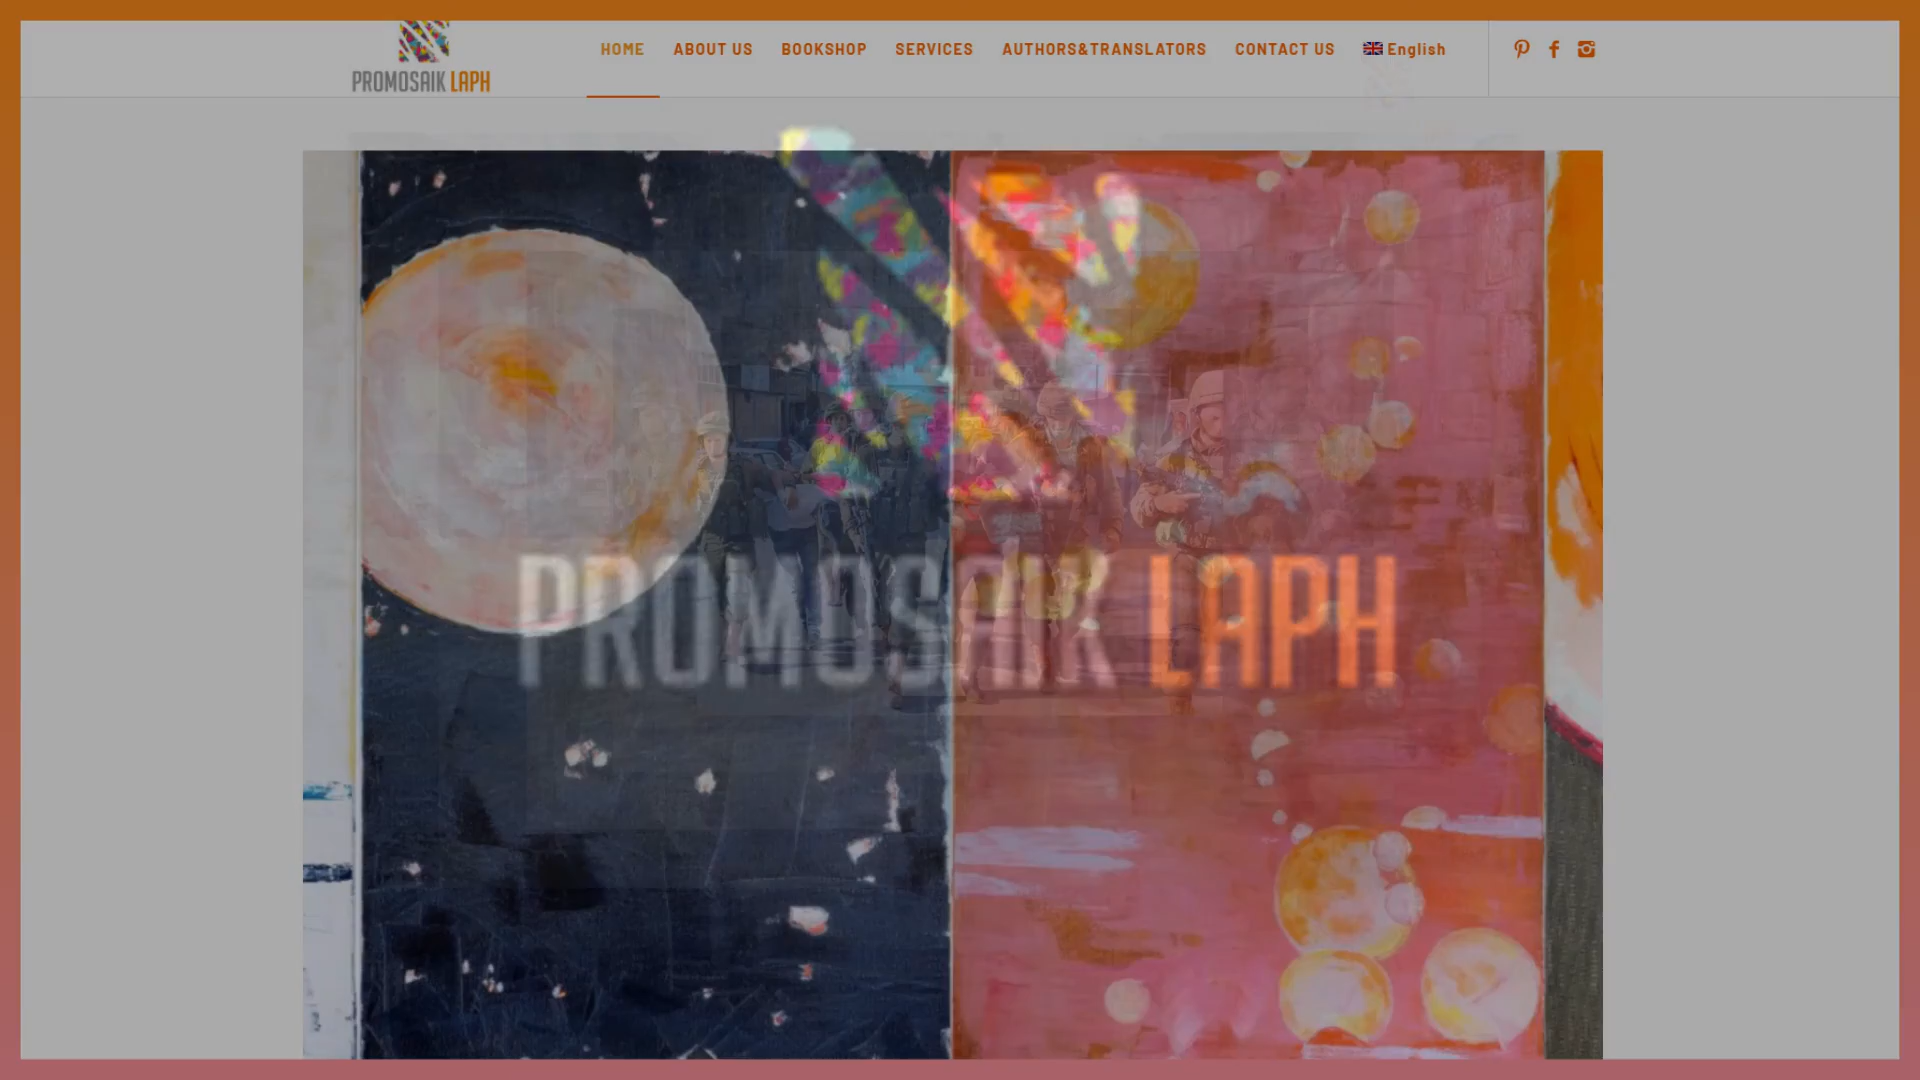 HOME ABOUT US BOOKSHOP SERVICES AUTHORS&TRANSLATORS CONTACT US English
PROMOSAIK LAPH
PROMOSAIK LAPH